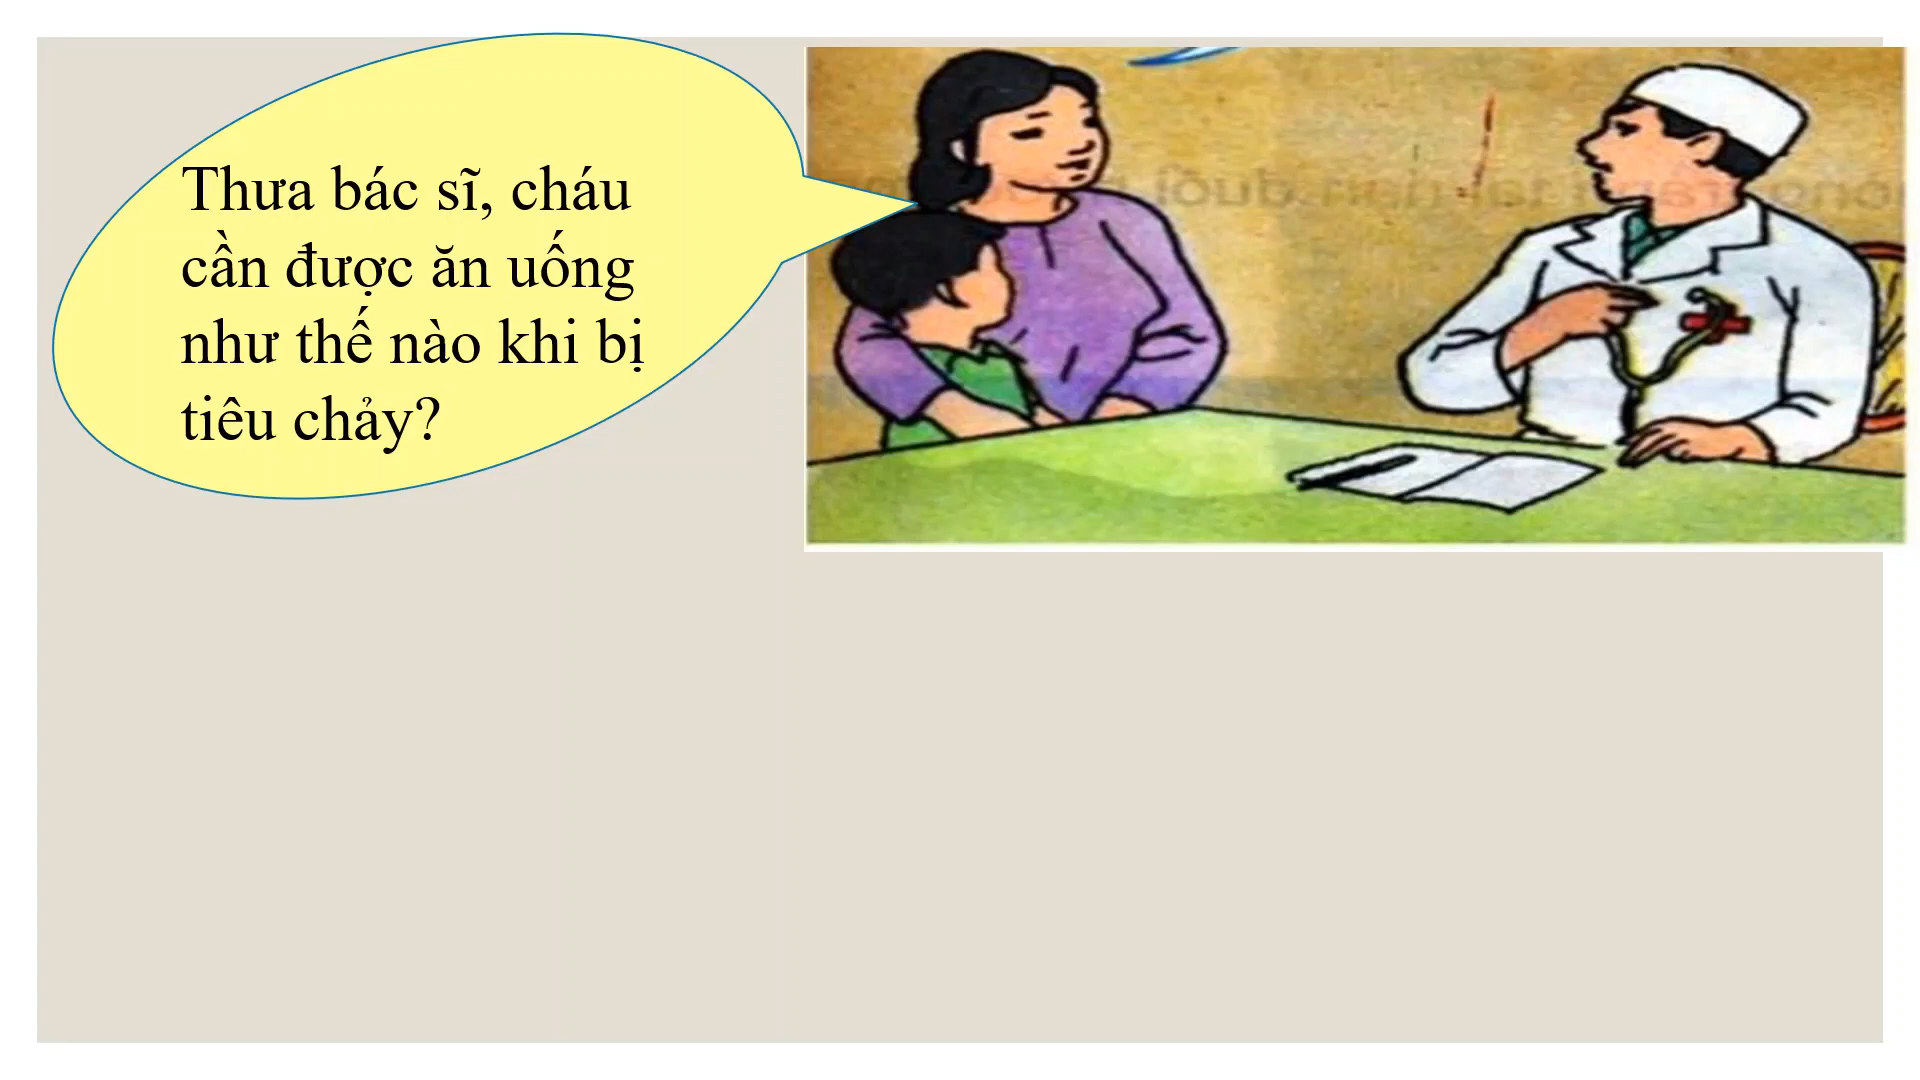 Thưa bác sĩ, cháu
cần được ăn uống
như thế nào khi bị
tiêu chảy?